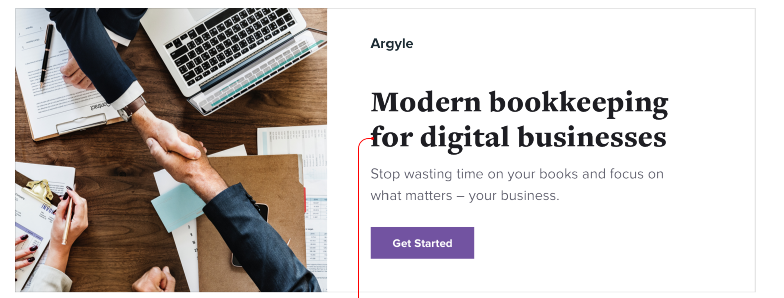 Argyle
Modern bookkeeping
for digital businesses
Stop wasting time on your books and focus on
what matters – your business.
Get Started